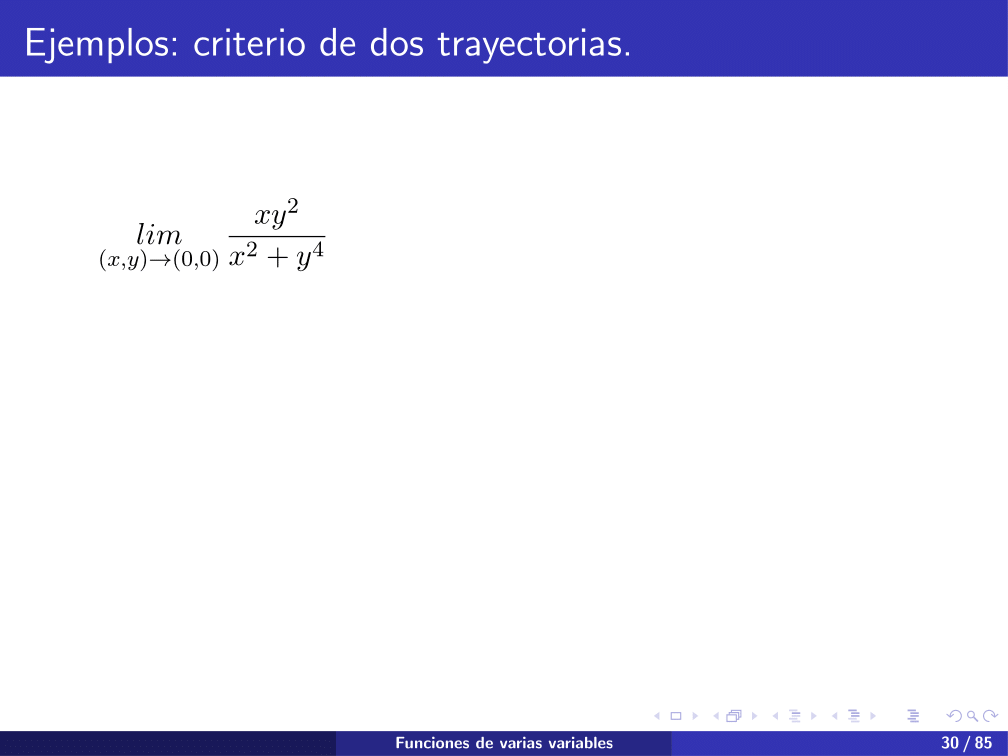 Ejemplos: criterio de dos trayectorias.
lim (x,y)→(0,0) xy² / x² + y⁴
Funciones de varias variables
30 / 85